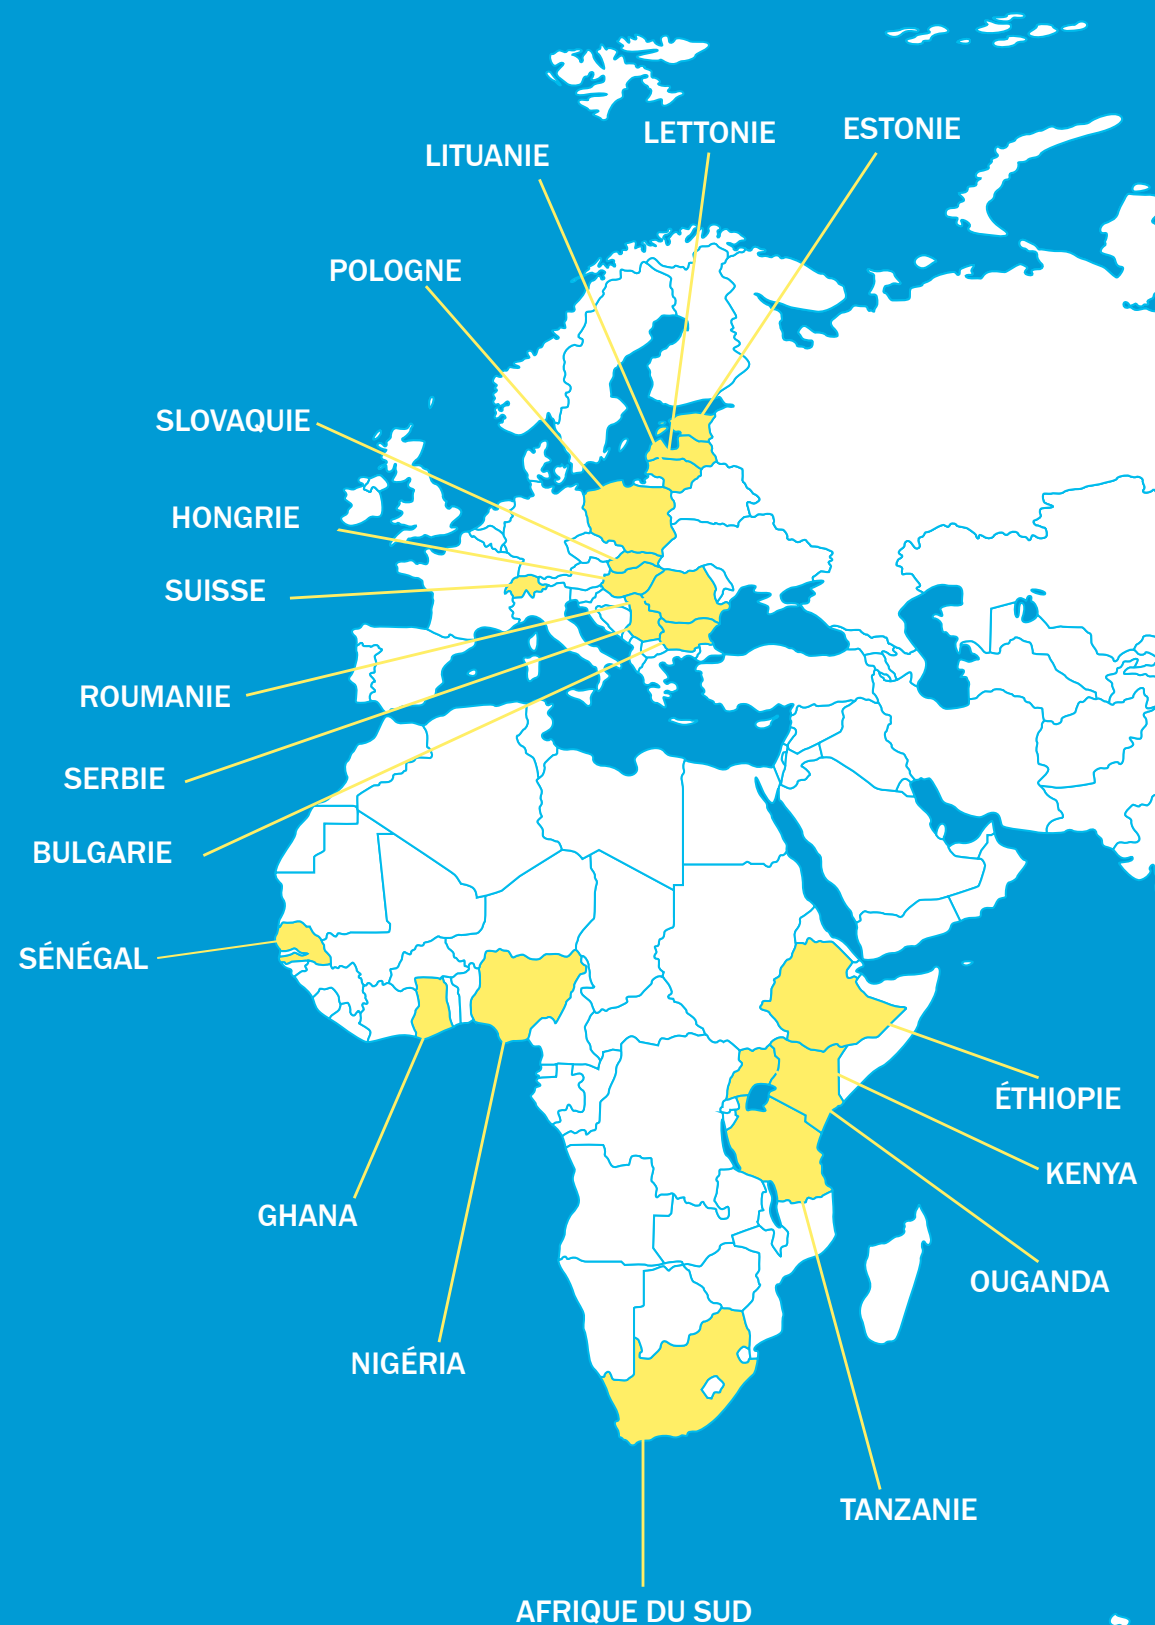 LETTONIE
ESTONIE
LITUANIE
POLOGNE
SLOVAQUIE
HONGRIE
SUISSE
ROUMANIE
SERBIE
BULGARIE
SÉNÉGAL
ÉTHIOPIE
KENYA
GHANA
OUGANDA
NIGÉRIA
TANZANIE
AFRIQUE DU SUD